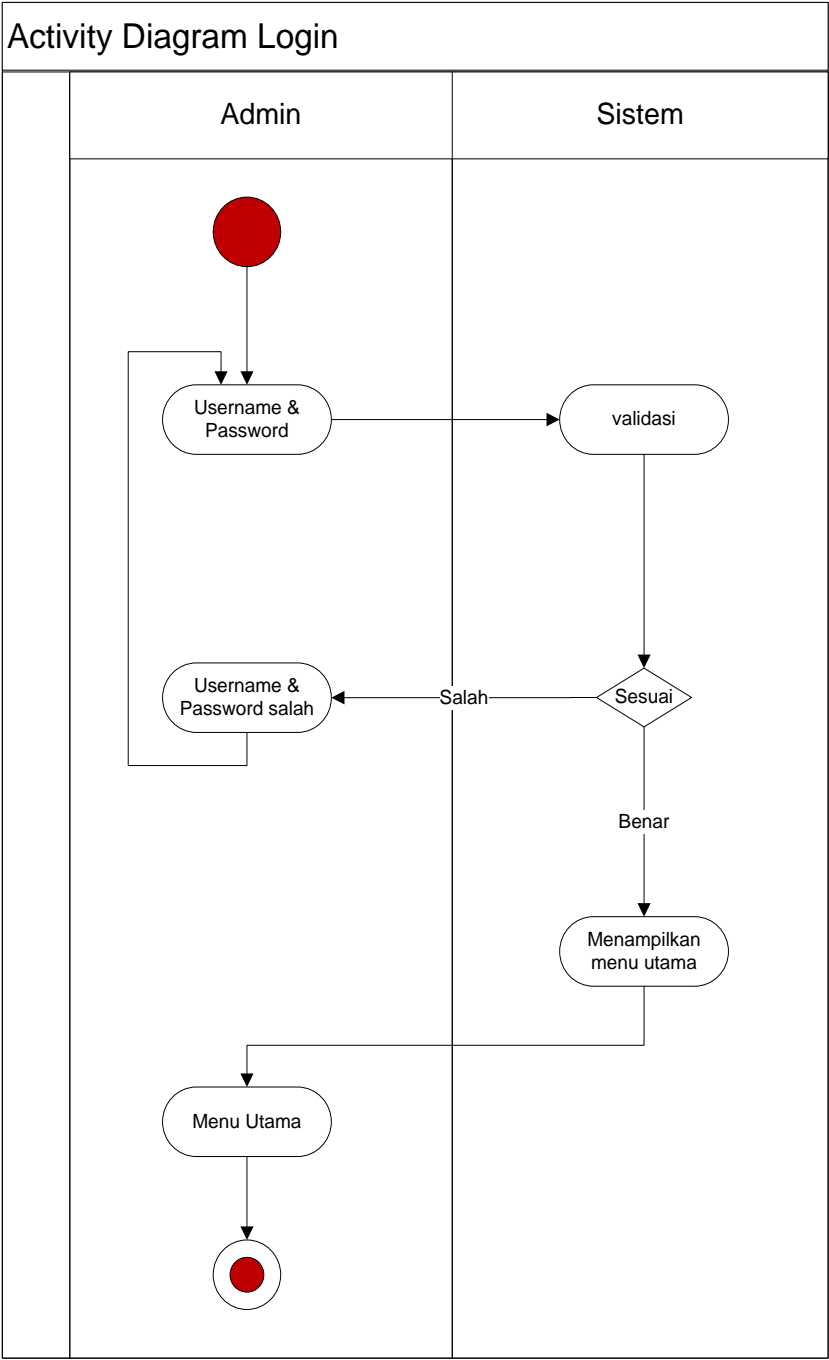 Activity Diagram Login
Admin
Sistem
Username &
Password
validasi
Username &
Password salah
Salah
Sesuai
Benar
Menampilkan
menu utama
Menu Utama